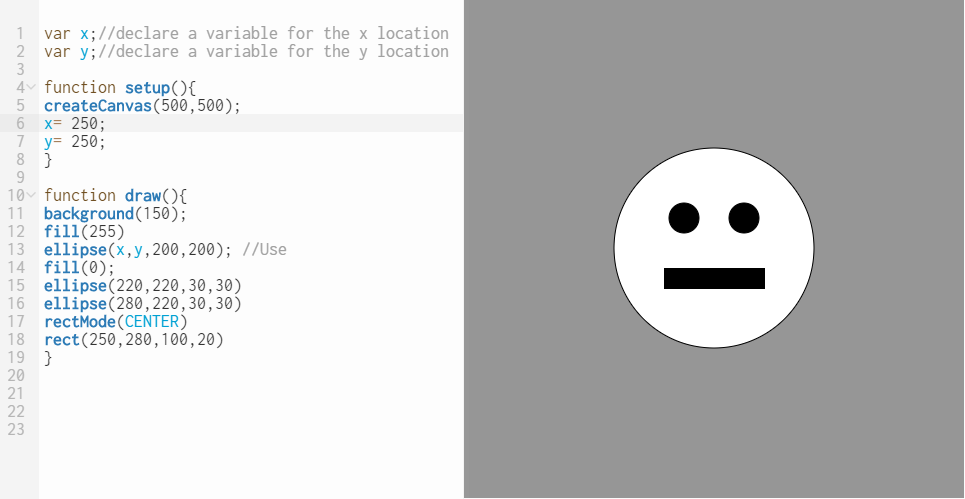 1 var x;//declare a variable for the x location
2 var y;//declare a variable for the y location
3
4 function setup(){
5 createCanvas(500,500);
6 x= 250;
7 y= 250;
8 }
9
10 function draw(){
11 background(150);
12 fill(255)
13 ellipse(x,y,200,200); //Use
14 fill(0);
15 ellipse(220,220,30,30)
16 ellipse(280,220,30,30)
17 rectMode(CENTER)
18 rect(250,280,100,20)
19 }
20
21
22
23